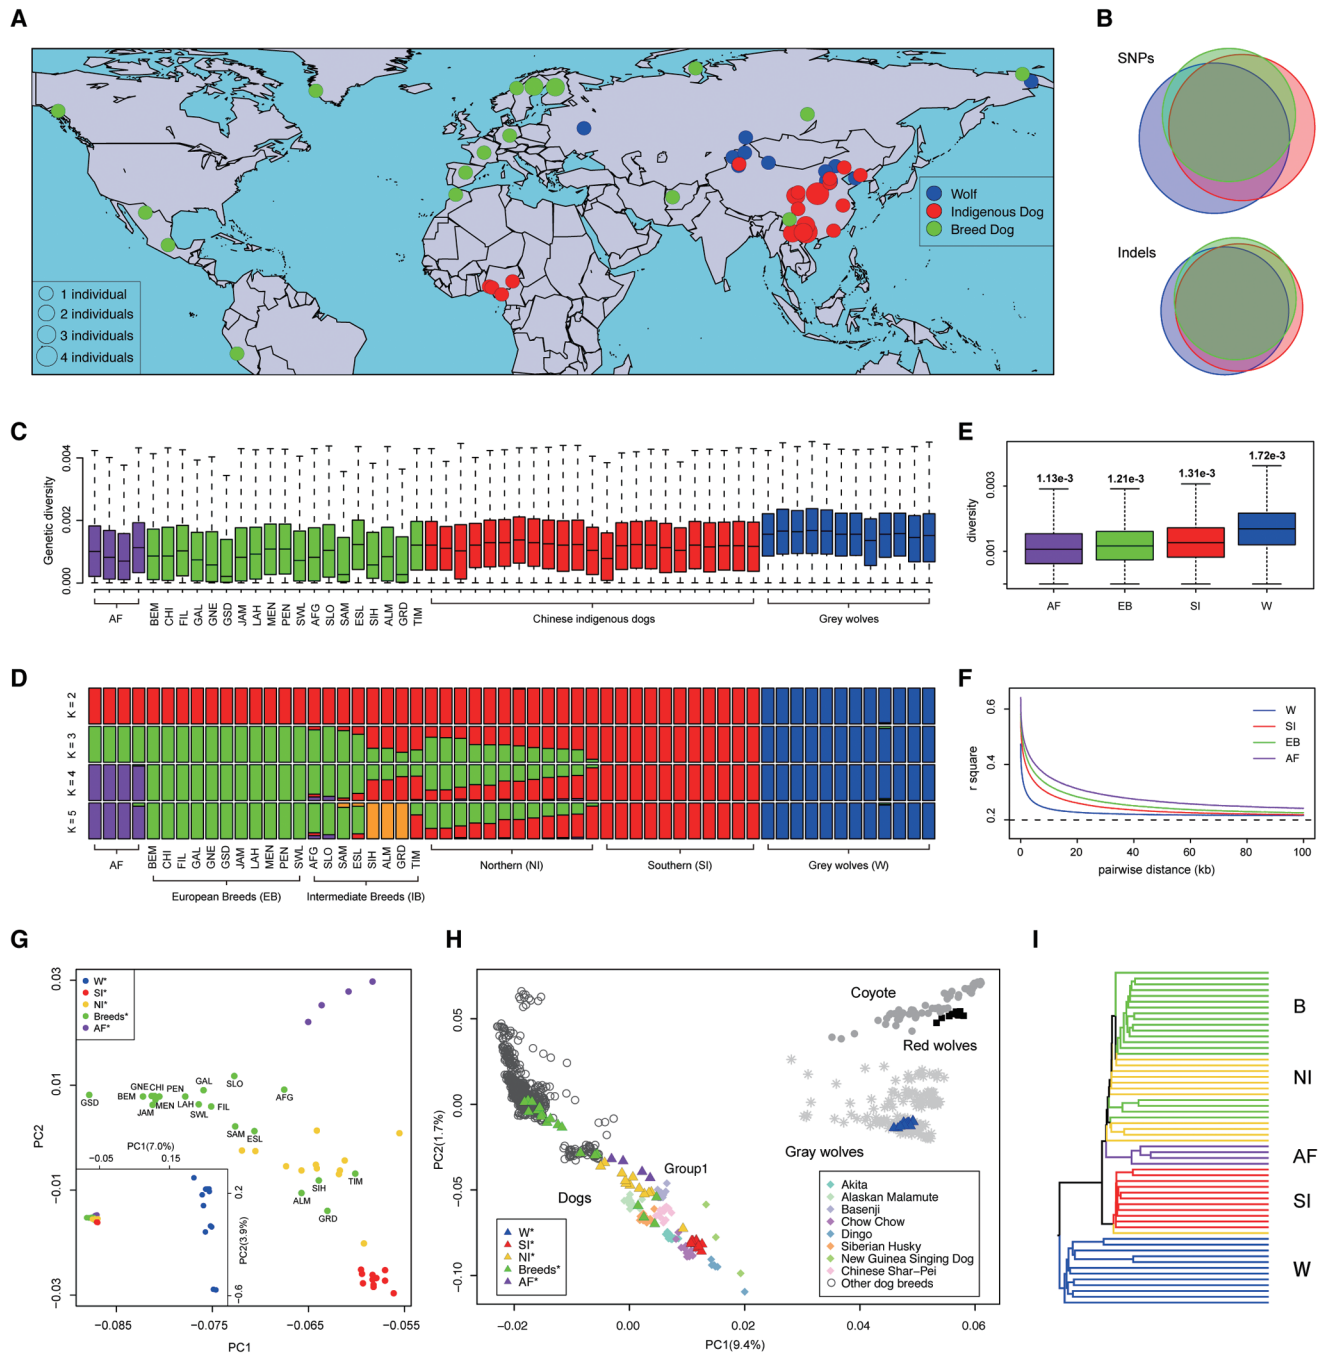 A
Wolf
Indigenous Dog
Breed Dog
1 individual
2 individuals
3 individuals
4 individuals
B
SNPs
Indels
C
Genetic diversity
0.004
0.002
0.000
AF
BEM
CHI
FIL
GAL
GNE
GSD
JAM
LAH
MEN
PEN
SWL
AFG
SLO
SAM
ESL
SIH
ALM
GRD
TIM
Chinese indigenous dogs
Grey wolves
E
diversity
0.003
0.001
1.13e-3
1.21e-3
1.31e-3
1.72e-3
AF
EB
SI
W
D
K = 2
K = 3
K = 4
K = 5
AF
BEM
CHI
FIL
GAL
GNE
GSD
JAM
LAH
MEN
PEN
SWL
AFG
SLO
SAM
ESL
SIH
ALM
GRD
TIM
European Breeds (EB)
Intermediate Breeds (IB)
Northern (NI)
Southern (SI)
Grey wolves (W)
F
r square
0.6
0.4
0.2
W
SI
EB
AF
0 20 40 60 80 100
pairwise distance (kb)
G
PC2
0.03
0.01
−0.01
−0.03
W*
SI*
NI*
Breeds*
AF*
GSD
BEM
GNE
CHI
PEN
JAM
MEN
LAH
GAL
SWL
FIL
SLO
AFG
SAM
ESL
SIH
ALM
TIM
GRD
PC1(7.0%)
−0.05 0.15
0.2
PC2(3.9%)
−0.6
−0.085 −0.075 −0.065 −0.055
PC1
H
PC2(1.7%)
0.05
0.00
−0.05
−0.10
Coyote
Red wolves
Gray wolves
Group1
Dogs
W*
SI*
NI*
Breeds*
AF*
Akita
Alaskan Malamute
Basenji
Chow Chow
Dingo
Siberian Husky
New Guinea Singing Dog
Chinese Shar−Pei
Other dog breeds
−0.02 0.00 0.02 0.04 0.06
PC1(9.4%)
I
B
NI
AF
SI
W